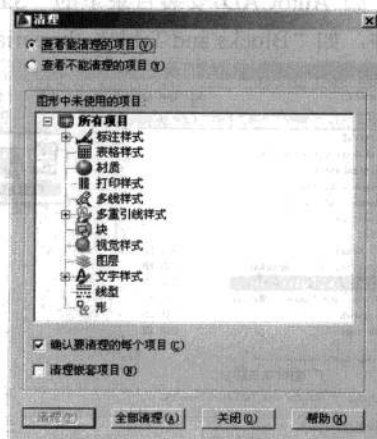 清理
查看能清理的项目(V)
查看不能清理的项目(Y)
图形中未使用的项目:
所有项目
标注样式
表格样式
材质
打印样式
多线样式
多重引线样式
块
视觉样式
图层
文字样式
线型
形
确认要清理的每个项目(C)
清理嵌套项目(N)
清理(P) 全部清理(A) 关闭(O) 帮助(H)